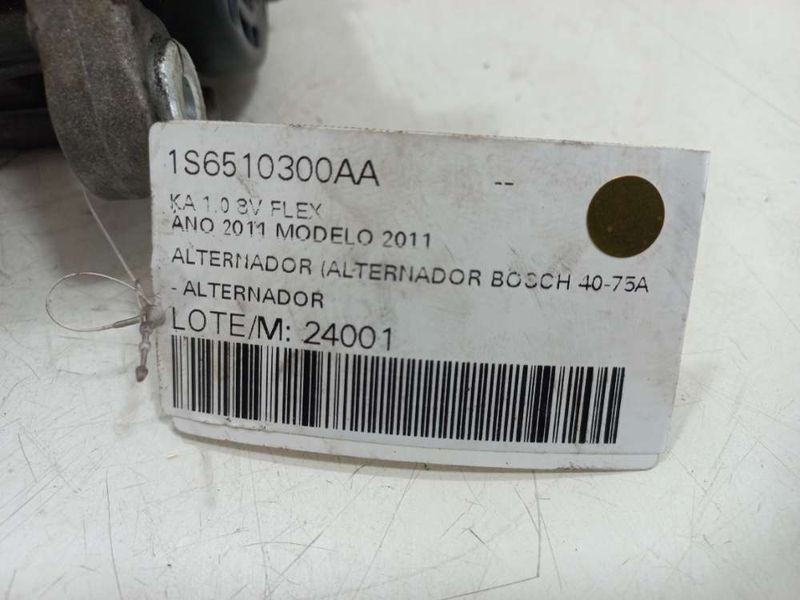 1S6510300AA --
KA 1.0 8V FLEX
ANO 2011 MODELO 2011
ALTERNADOR (ALTERNADOR BOSCH 40-75A
- ALTERNADOR
LOTE/M: 24001